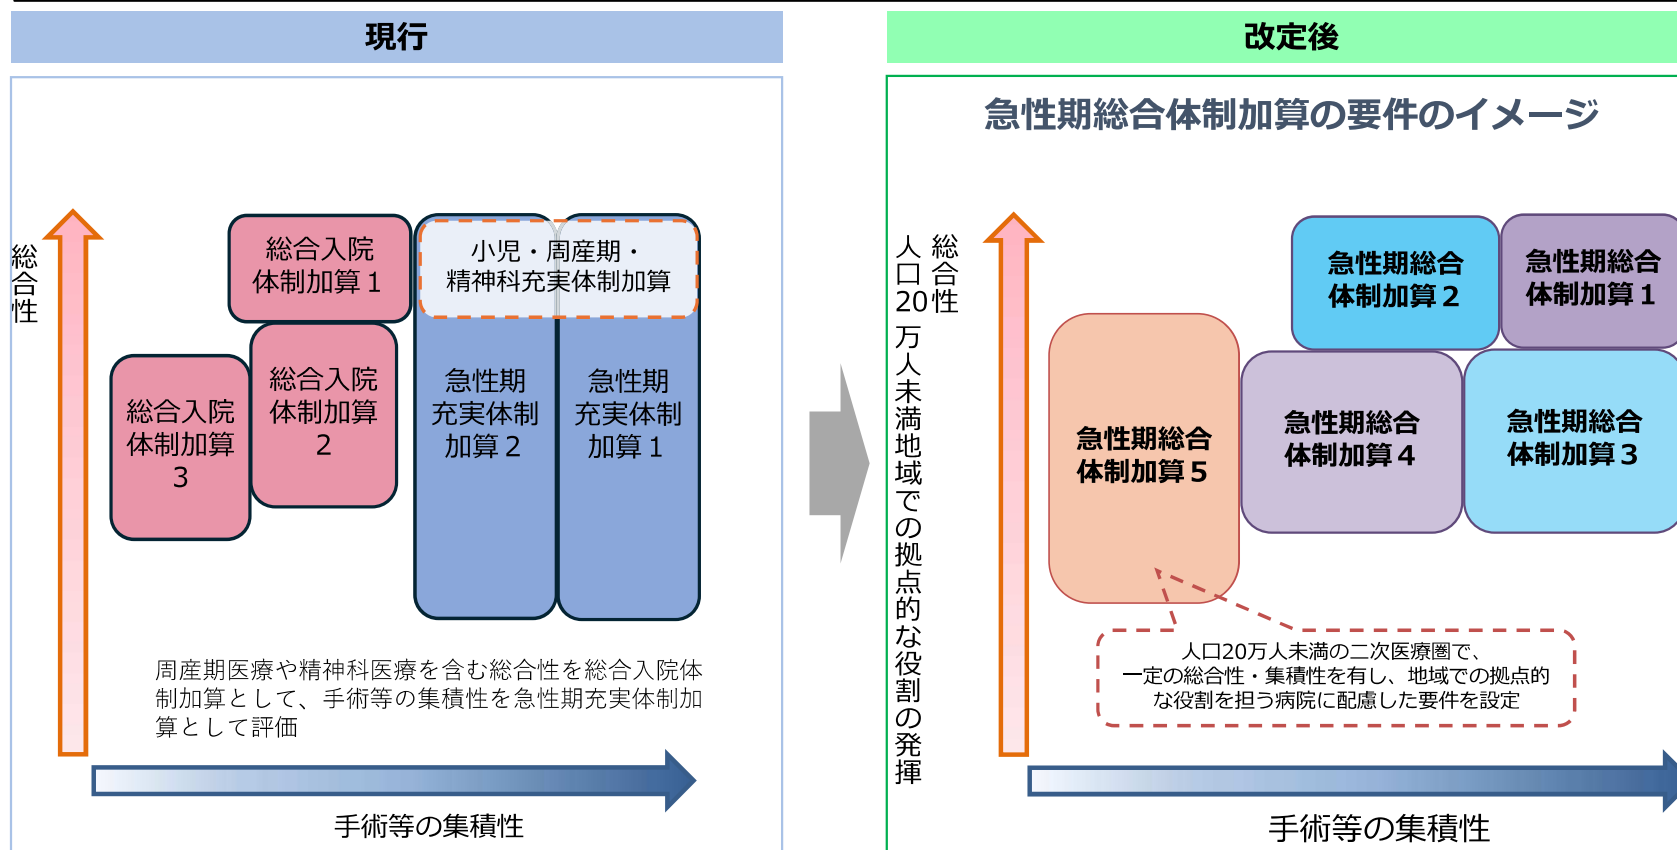 現行
総合性
総合入院
体制加算１
総合入院
体制加算
２
総合入院
体制加算
３
小児・周産期・
精神科充実体制加算
急性期
充実体制
加算２
急性期
充実体制
加算１
周産期医療や精神科医療を含む総合性を総合入院体
制加算として、手術等の集積性を急性期充実体制加
算として評価
手術等の集積性
改定後
急性期総合体制加算の要件のイメージ
総合性
人口20万人未満地域での拠点的な役割の発揮
急性期総合
体制加算２
急性期総合
体制加算１
急性期総合
体制加算５
急性期総合
体制加算４
急性期総合
体制加算３
人口20万人未満の二次医療圏で、
一定の総合性・集積性を有し、地域での拠点的
な役割を担う病院に配慮した要件を設定
手術等の集積性